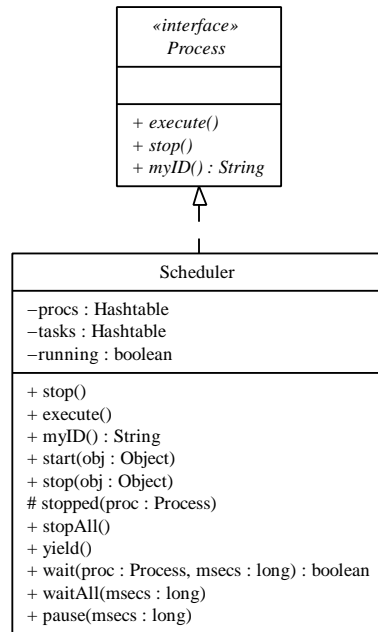 «interface»
Process
+ execute()
+ stop()
+ myID() : String
Scheduler
−procs : Hashtable
−tasks : Hashtable
−running : boolean
+ stop()
+ execute()
+ myID() : String
+ start(obj : Object)
+ stop(obj : Object)
# stopped(proc : Process)
+ stopAll()
+ yield()
+ wait(proc : Process, msecs : long) : boolean
+ waitAll(msecs : long)
+ pause(msecs : long)